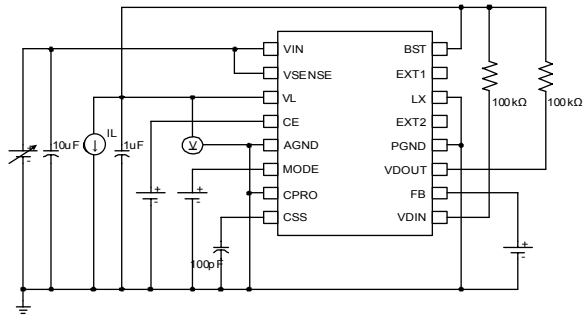 VIN
BST
VSENSE
EXT1
VL
LX
100kΩ
100kΩ
CE
EXT2
10uF
IL
1uF
V
AGND
PGND
MODE
VDOUT
CPRO
FB
CSS
VDIN
100pF